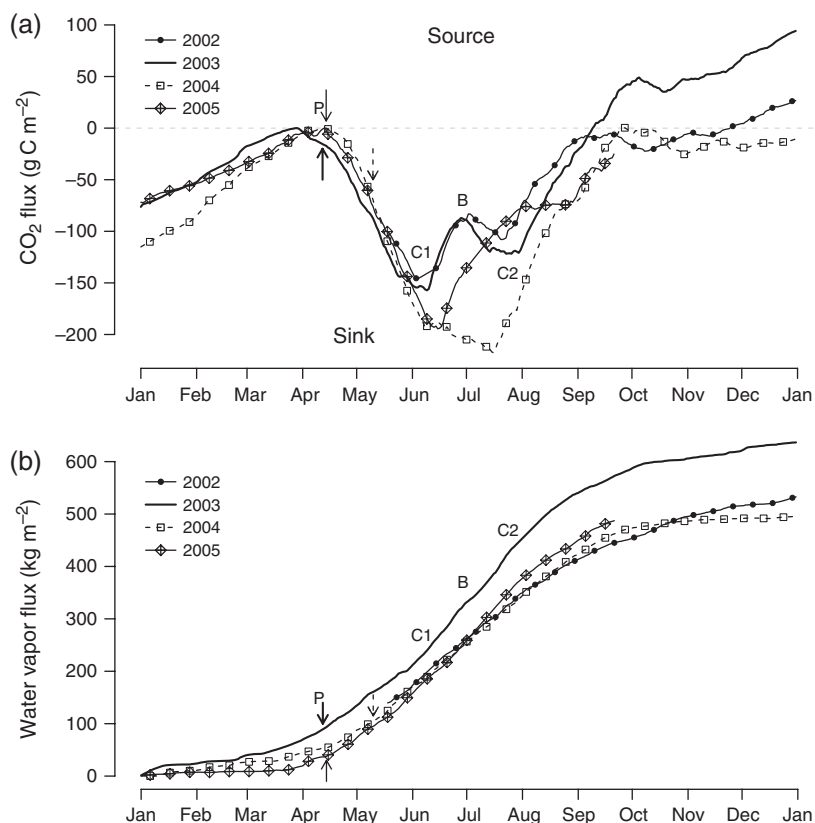 (a)
Source
2002
2003
2004
2005
P
C1
B
C2
Sink
CO2 flux (g C m−2)
100
50
0
−50
−100
−150
−200
Jan Feb Mar Apr May Jun Jul Aug Sep Oct Nov Dec Jan
(b)
2002
2003
2004
2005
P
C1
B
C2
Water vapor flux (kg m−2)
600
500
400
300
200
100
0
Jan Feb Mar Apr May Jun Jul Aug Sep Oct Nov Dec Jan